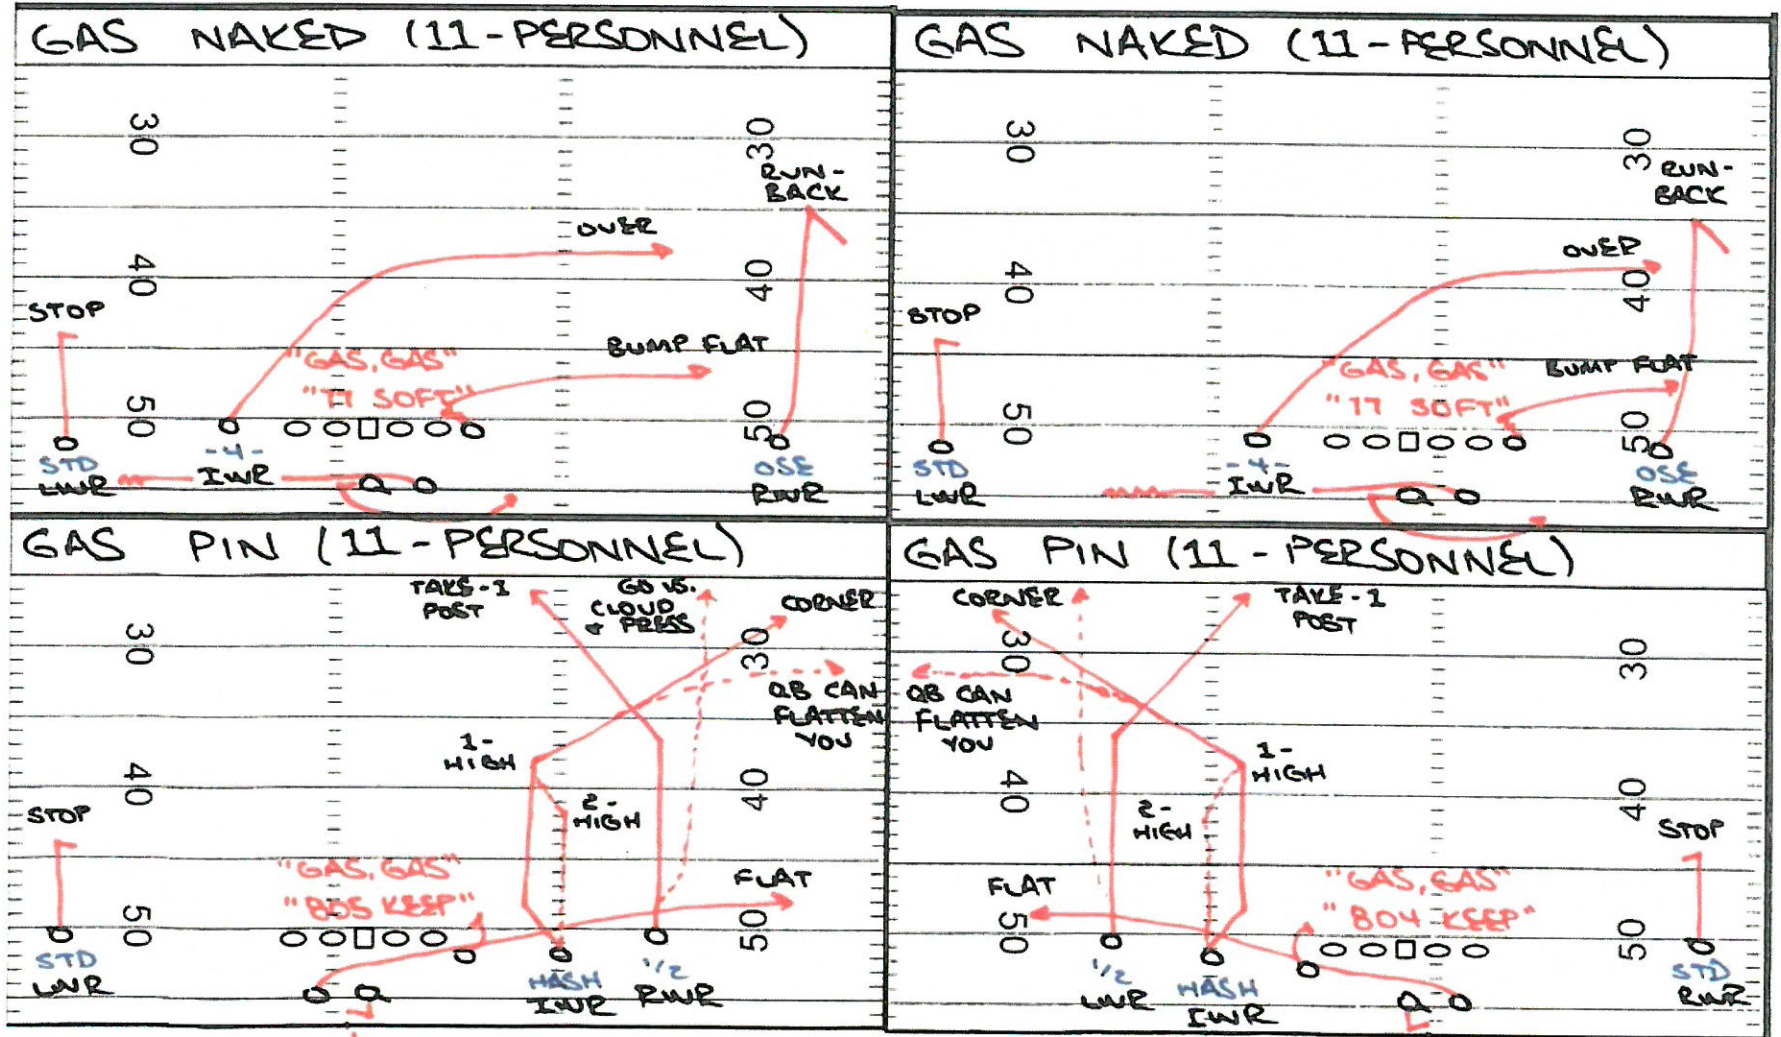 GAS NAKED (11-PERSONNEL)
30
30
RUN-
BACK
OVER
40
40
STOP
BUMP FLAT
"GAS, GAS"
"77 SOFT"
50
50
STD
LWR
-4-
IWR
OSE
RWR
GAS NAKED (11-PERSONNEL)
30
30
RUN-
BACK
OVER
40
40
STOP
BUMP FLAT
"GAS, GAS"
"77 SOFT"
50
50
STD
LWR
-4-
IWR
OSE
RWR
GAS PIN (11-PERSONNEL)
TAKE-1
POST
GO VS.
CLOUD
& PRESS
CORNER
30
30
QB CAN
FLATTEN
YOU
1-
HIGH
40
40
2-
HIGH
STOP
"GAS, GAS"
"805 KEEP"
FLAT
50
50
STD
LWR
HASH
IWR
1/2
RWR
GAS PIN (11-PERSONNEL)
CORNER
TAKE-1
POST
30
30
QB CAN
FLATTEN
YOU
1-
HIGH
40
40
2-
HIGH
STOP
FLAT
"GAS, GAS"
"804 KEEP"
50
50
1/2
LWR
HASH
IWR
STD
RWR